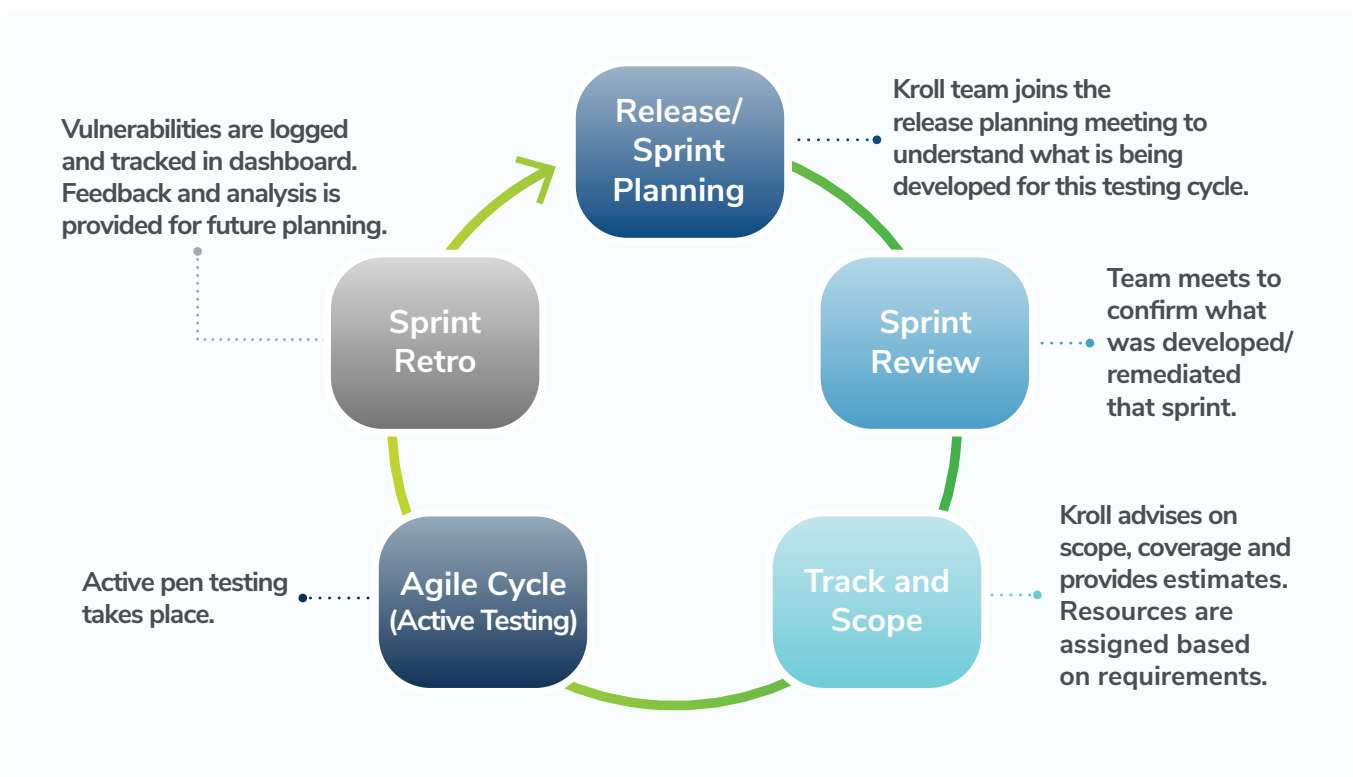 Release/
Sprint
Planning
Kroll team joins the
release planning meeting to
understand what is being
developed for this testing cycle.
Sprint
Review
Team meets to
confirm what
was developed/
remediated
that sprint.
Track and
Scope
Kroll advises on
scope, coverage and
provides estimates.
Resources are
assigned based
on requirements.
Agile Cycle
(Active Testing)
Active pen testing
takes place.
Sprint
Retro
Vulnerabilities are logged
and tracked in dashboard.
Feedback and analysis is
provided for future planning.